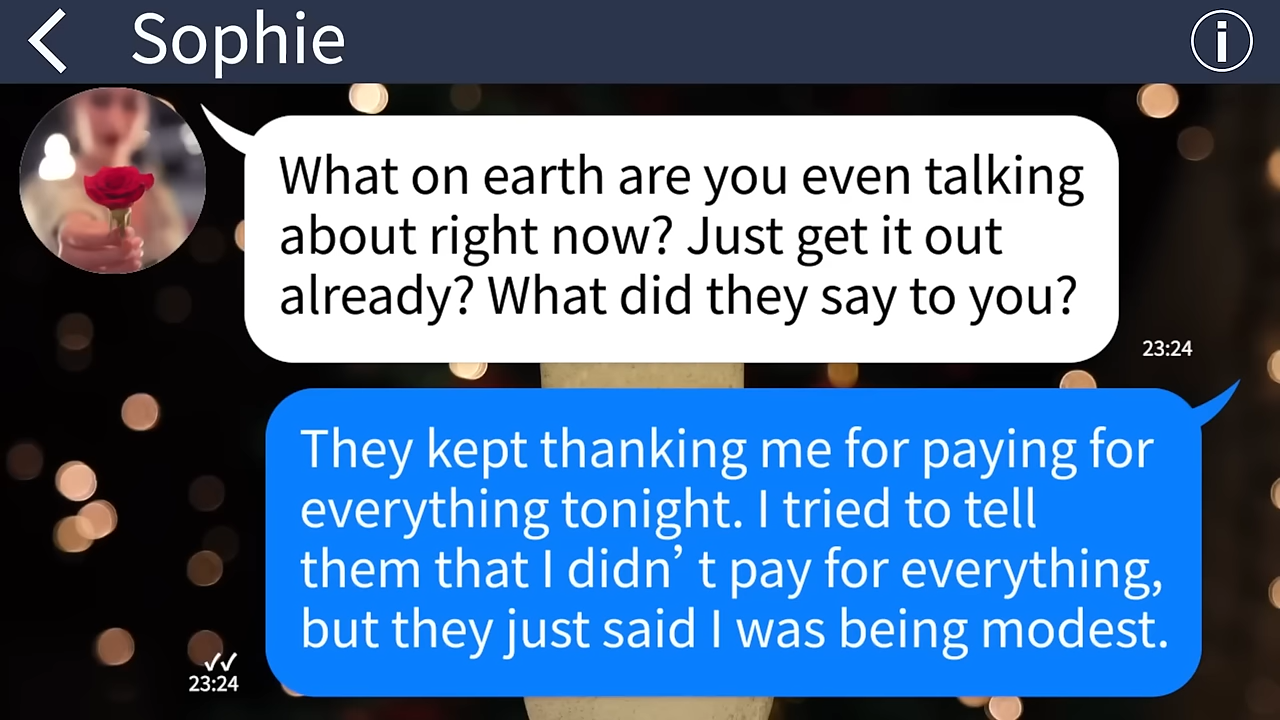 Sophie
What on earth are you even talking
about right now? Just get it out
already? What did they say to you?
23:24
They kept thanking me for paying for
everything tonight. I tried to tell
them that I didn’ t pay for everything,
but they just said I was being modest.
23:24